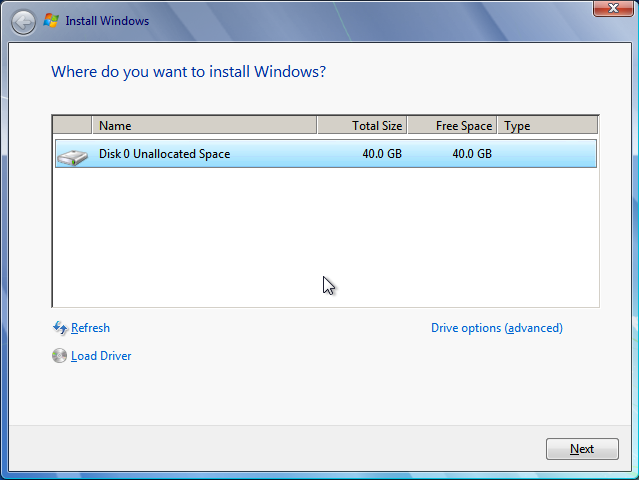 Install Windows
Where do you want to install Windows?
Name Total Size Free Space Type
Disk 0 Unallocated Space 40.0 GB 40.0 GB
Refresh Drive options (advanced)
Load Driver
Next